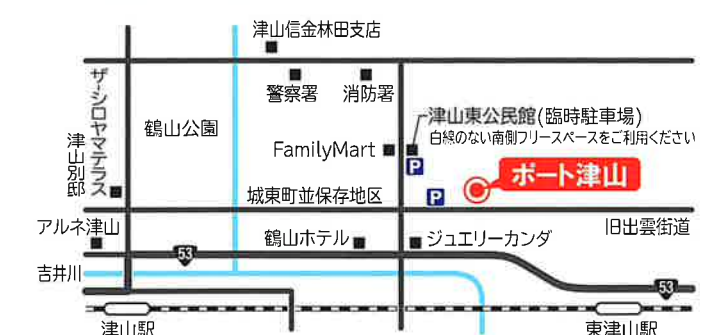 津山信金林田支店
警察署
消防署
ザ・シロヤマテラス
津山別邸
鶴山公園
津山東公民館(臨時駐車場)
白線のない南側フリースペースをご利用ください
FamilyMart
P
ポート津山
P
城東町並保存地区
アルネ津山
旧出雲街道
鶴山ホテル
ジュエリーカンダ
53
吉井川
53
津山駅
東津山駅